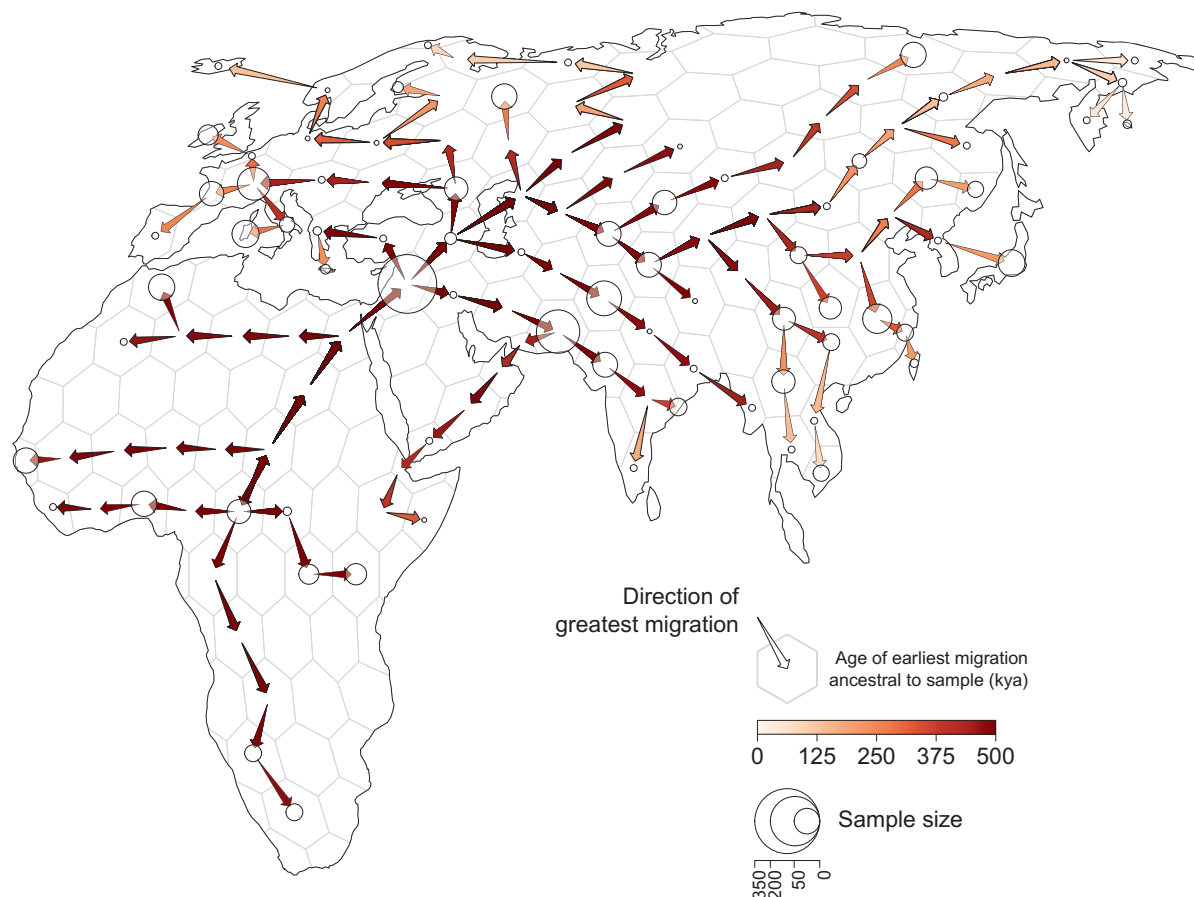 Direction of
greatest migration
Age of earliest migration
ancestral to sample (kya)
0 125 250 375 500
Sample size
350 200 50 0